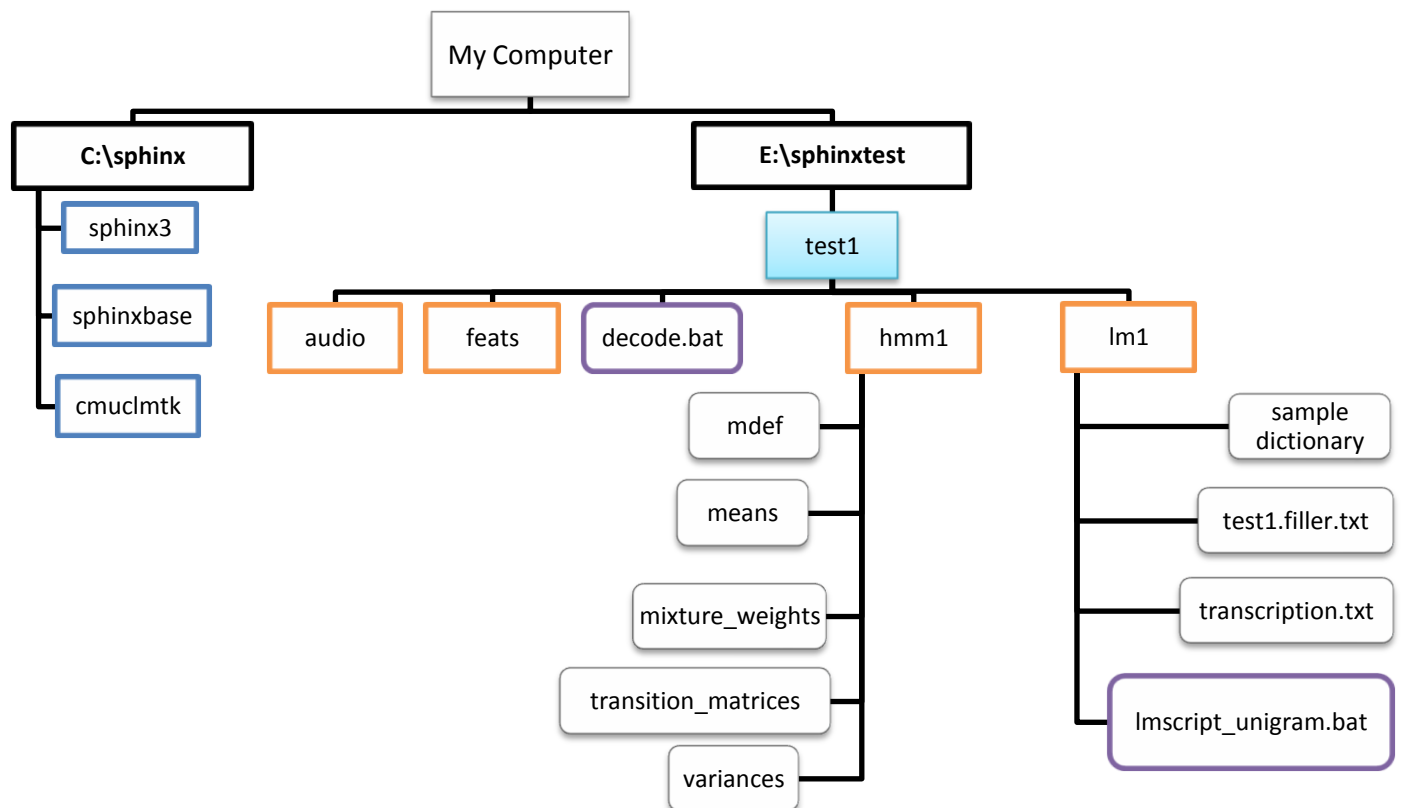 My Computer
C:\sphinx
E:\sphinxtest
sphinx3
test1
sphinxbase
audio
feats
decode.bat
hmm1
lm1
cmuclmtk
mdef
sample
dictionary
means
test1.filler.txt
mixture_weights
transcription.txt
transition_matrices
lmscript_unigram.bat
variances